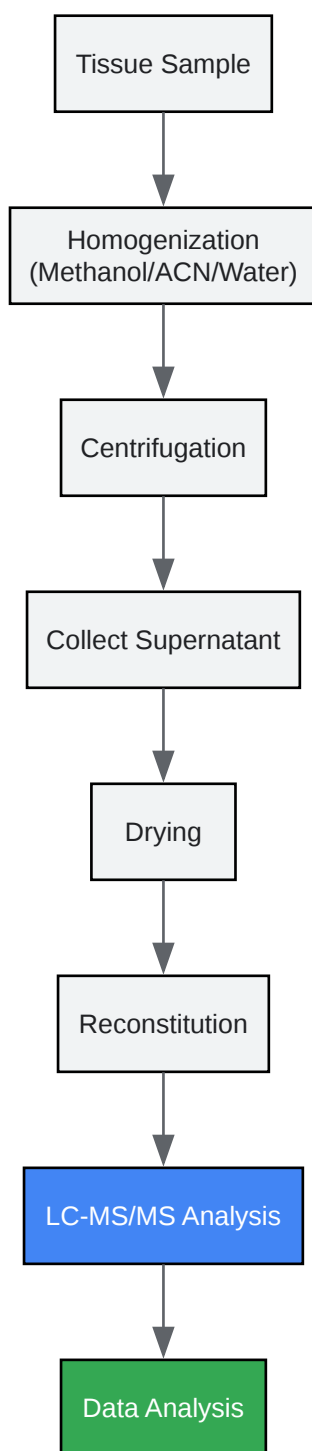 Tissue Sample
Homogenization
(Methanol/ACN/Water)
Centrifugation
Collect Supernatant
Drying
Reconstitution
LC-MS/MS Analysis
Data Analysis